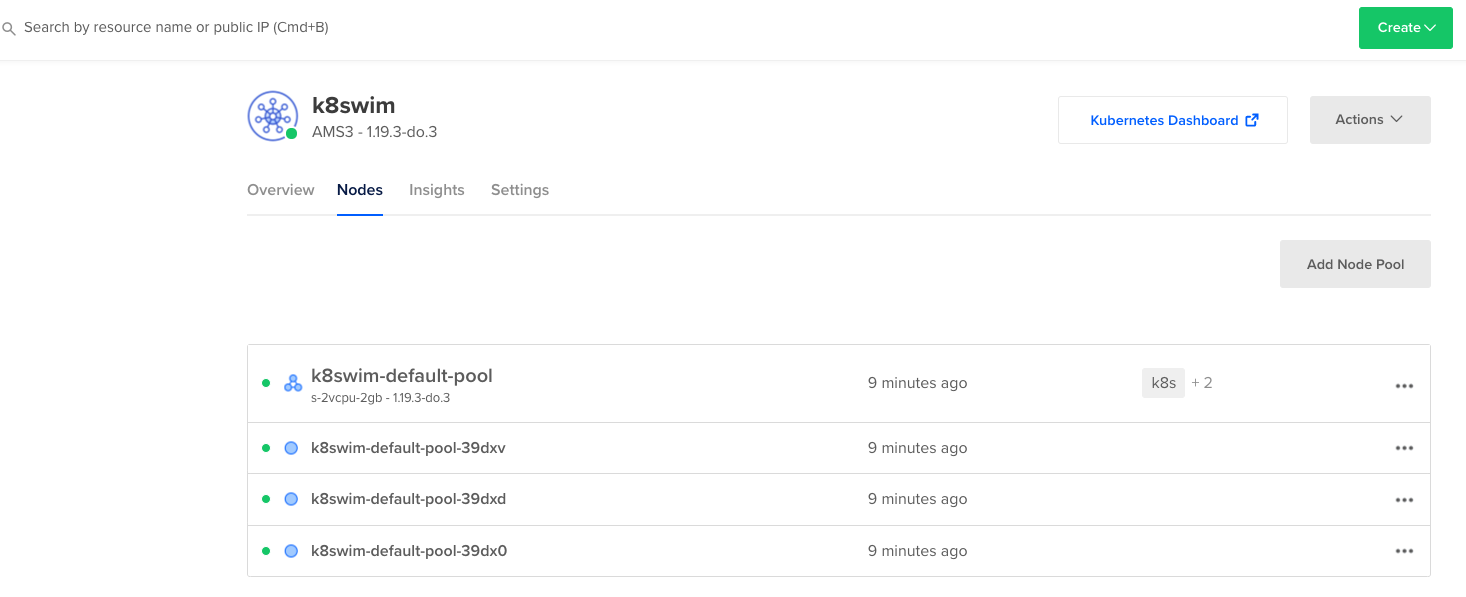 Search by resource name or public IP (Cmd+B)
Create
k8swim
AMS3 - 1.19.3-do.3
Kubernetes Dashboard
Actions
Overview Nodes Insights Settings
Add Node Pool
k8swim-default-pool
s-2vcpu-2gb - 1.19.3-do.3
9 minutes ago
k8s + 2
k8swim-default-pool-39dxv 9 minutes ago
k8swim-default-pool-39dxd 9 minutes ago
k8swim-default-pool-39dx0 9 minutes ago